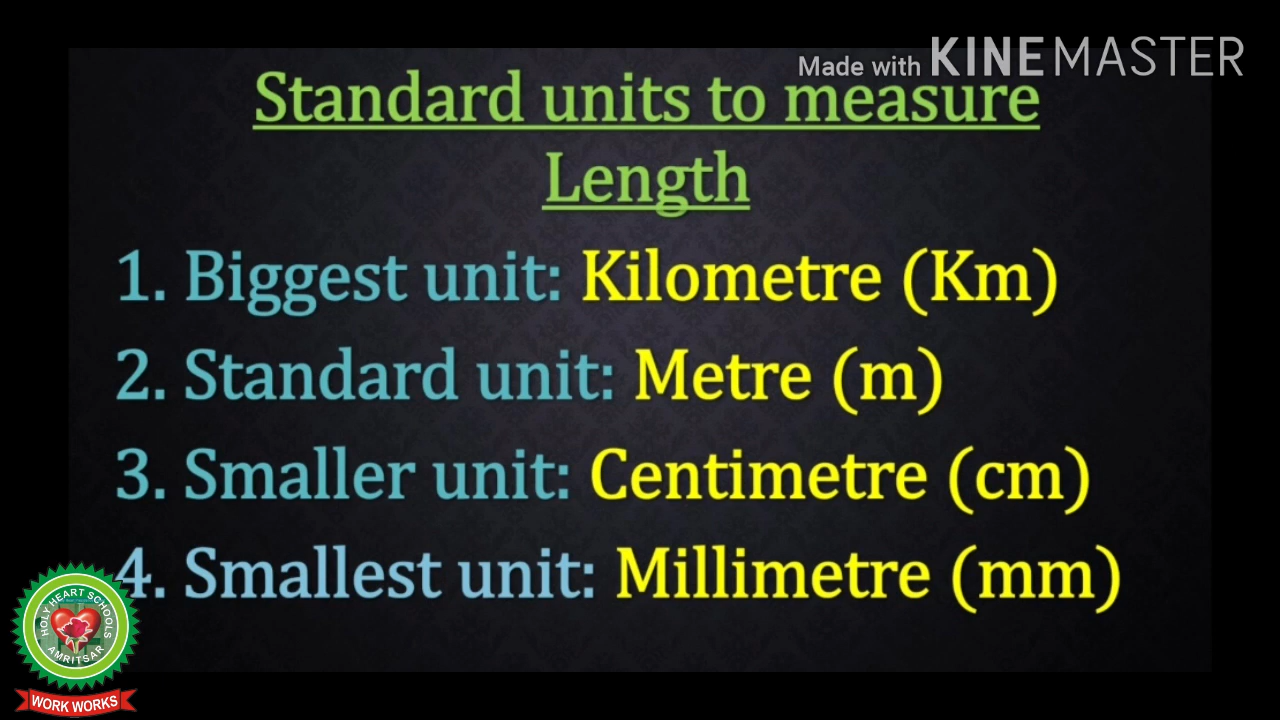 Made with KINEMASTER
Standard units to measure
Length
1. Biggest unit: Kilometre (Km)
2. Standard unit: Metre (m)
3. Smaller unit: Centimetre (cm)
4. Smallest unit: Millimetre (mm)
HOLY HEART SCHOOLS
AMRITSAR
WORK WORKS